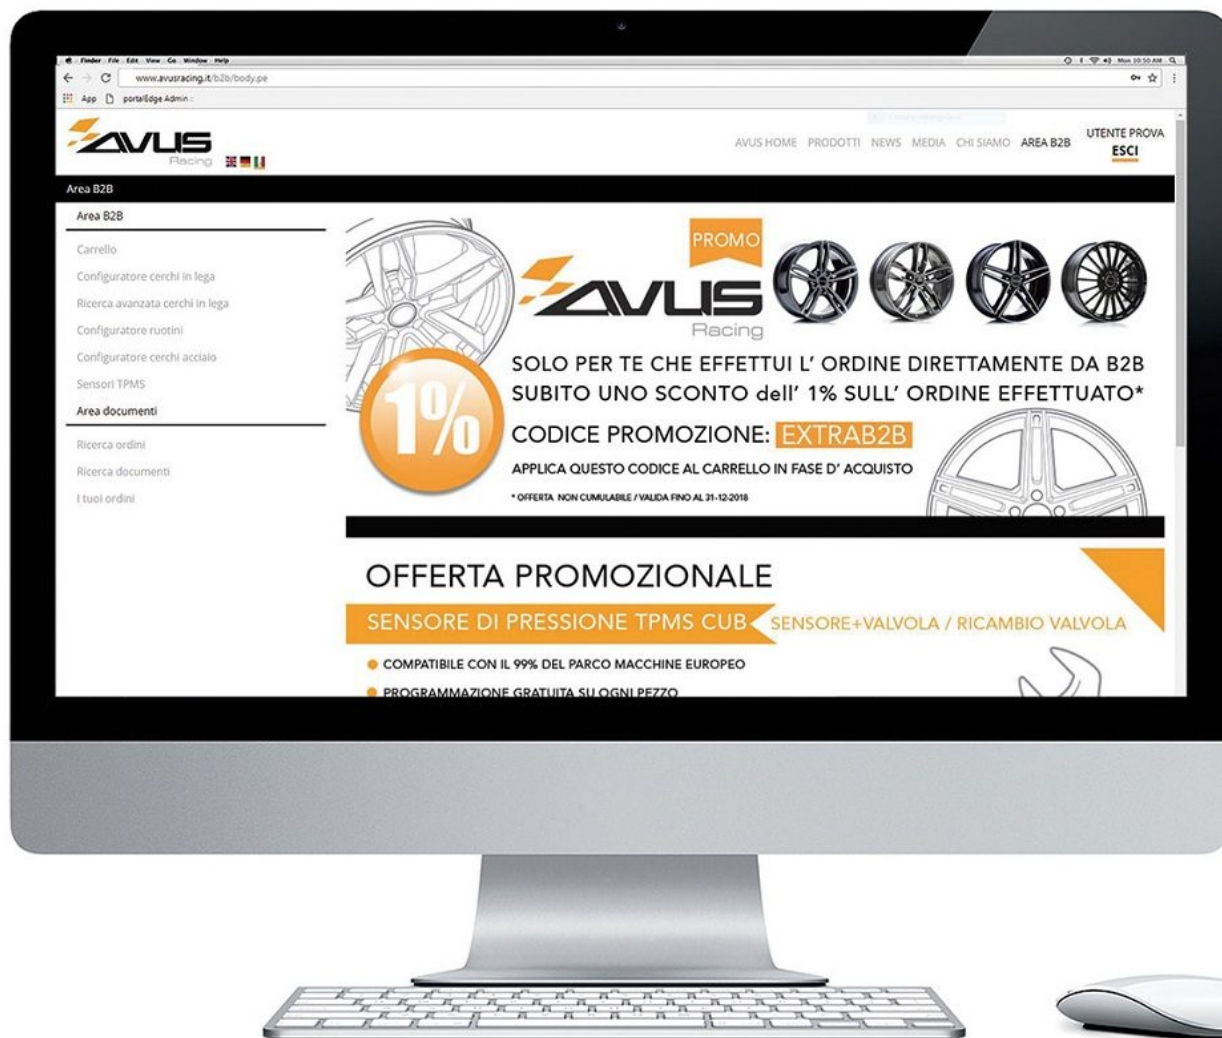 Finder File Edit View Go Window Help
Mon 10:50 AM
www.avusracing.it/b2b/body.pe
App portalEdge Admin :
AVUS
Racing
AVUS HOME PRODOTTI NEWS MEDIA CHI SIAMO AREA B2B
UTENTE PROVA
ESCI
Area B2B
Area B2B
Carrello
Configuratore cerchi in lega
Ricerca avanzata cerchi in lega
Configuratore ruotini
Configuratore cerchi acciaio
Sensori TPMS
Area documenti
Ricerca ordini
Ricerca documenti
I tuoi ordini
PROMO
AVUS
Racing
SOLO PER TE CHE EFFETTUI L' ORDINE DIRETTAMENTE DA B2B
SUBITO UNO SCONTO dell' 1% SULL' ORDINE EFFETTUATO*
1%
CODICE PROMOZIONE: EXTRAB2B
APPLICA QUESTO CODICE AL CARRELLO IN FASE D' ACQUISTO
* OFFERTA NON CUMULABILE / VALIDA FINO AL 31-12-2018
OFFERTA PROMOZIONALE
SENSORE DI PRESSIONE TPMS CUB SENSORE+VALVOLA / RICAMBIO VALVOLA
COMPATIBILE CON IL 99% DEL PARCO MACCHINE EUROPEO
PROGRAMMAZIONE GRATUITA SU OGNI PEZZO